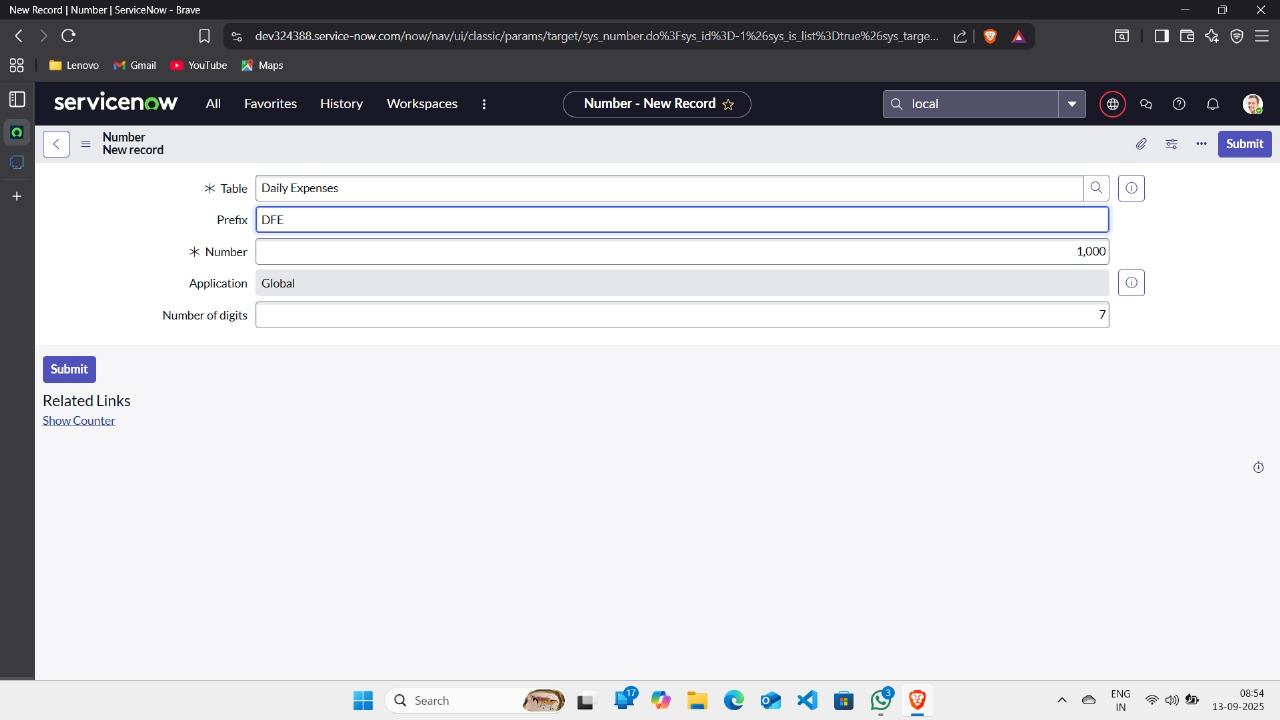 New Record | Number | ServiceNow - Brave
dev324388.service-now.com/now/nav/ui/classic/params/target/sys_number.do%3Fsys_id%3D-1%26sys_is_list%3Dtrue%26sys_targe...
Lenovo Gmail YouTube Maps
servicenow All Favorites History Workspaces Number - New Record local
Number
New record
Submit
Table Daily Expenses
Prefix DFE
Number 1,000
Application Global
Number of digits 7
Submit
Related Links
Show Counter
Search 17 3 ENG IN 08:54 13-09-2025